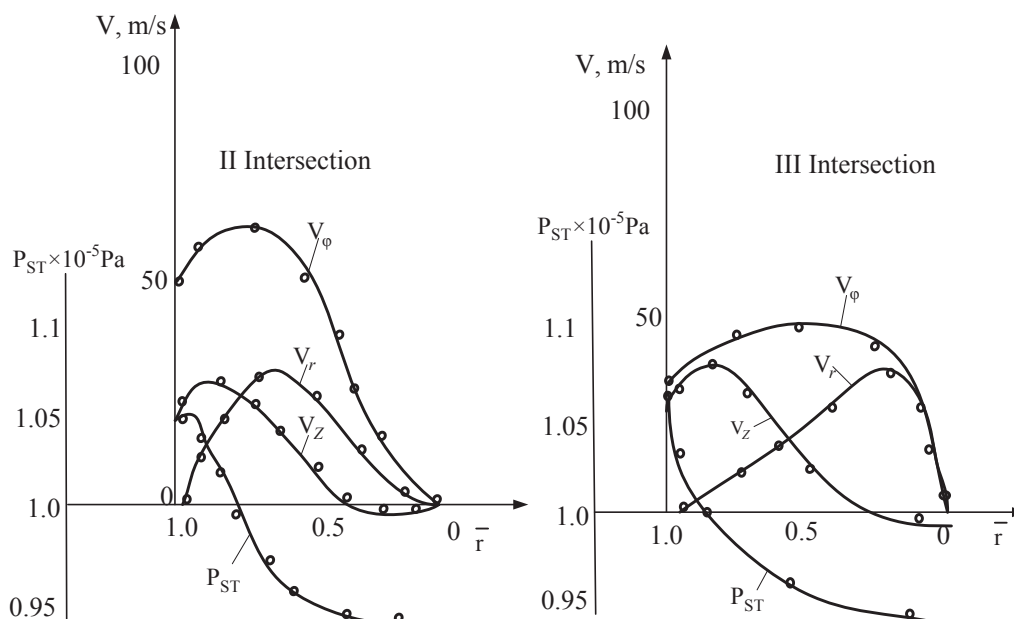 V, m/s
100
II Intersection
V_φ
P_ST×10^-5Pa
50
1.1
V_r
1.05
V_Z
0
1.0
1.0
0.5
0
r̅
P_ST
0.95
V, m/s
100
III Intersection
P_ST×10^-5Pa
V_φ
50
1.1
V_r
1.05
V_Z
1.0
1.0
0.5
0
r̅
P_ST
0.95